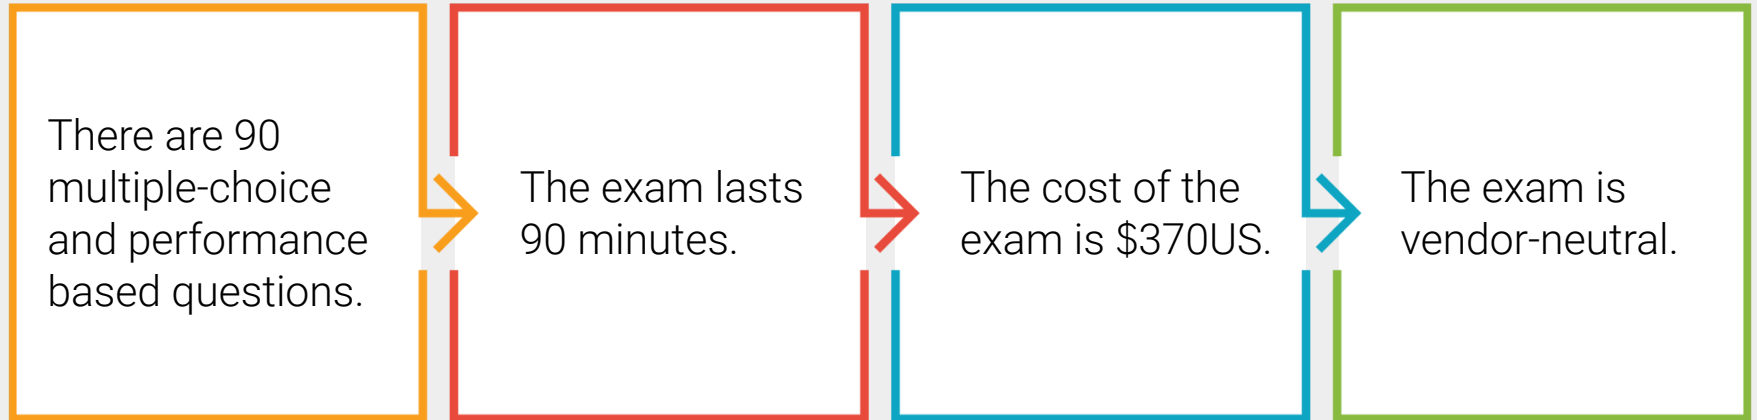 There are 90
multiple-choice
and performance
based questions.
The exam lasts
90 minutes.
The cost of the
exam is $370US.
The exam is
vendor-neutral.